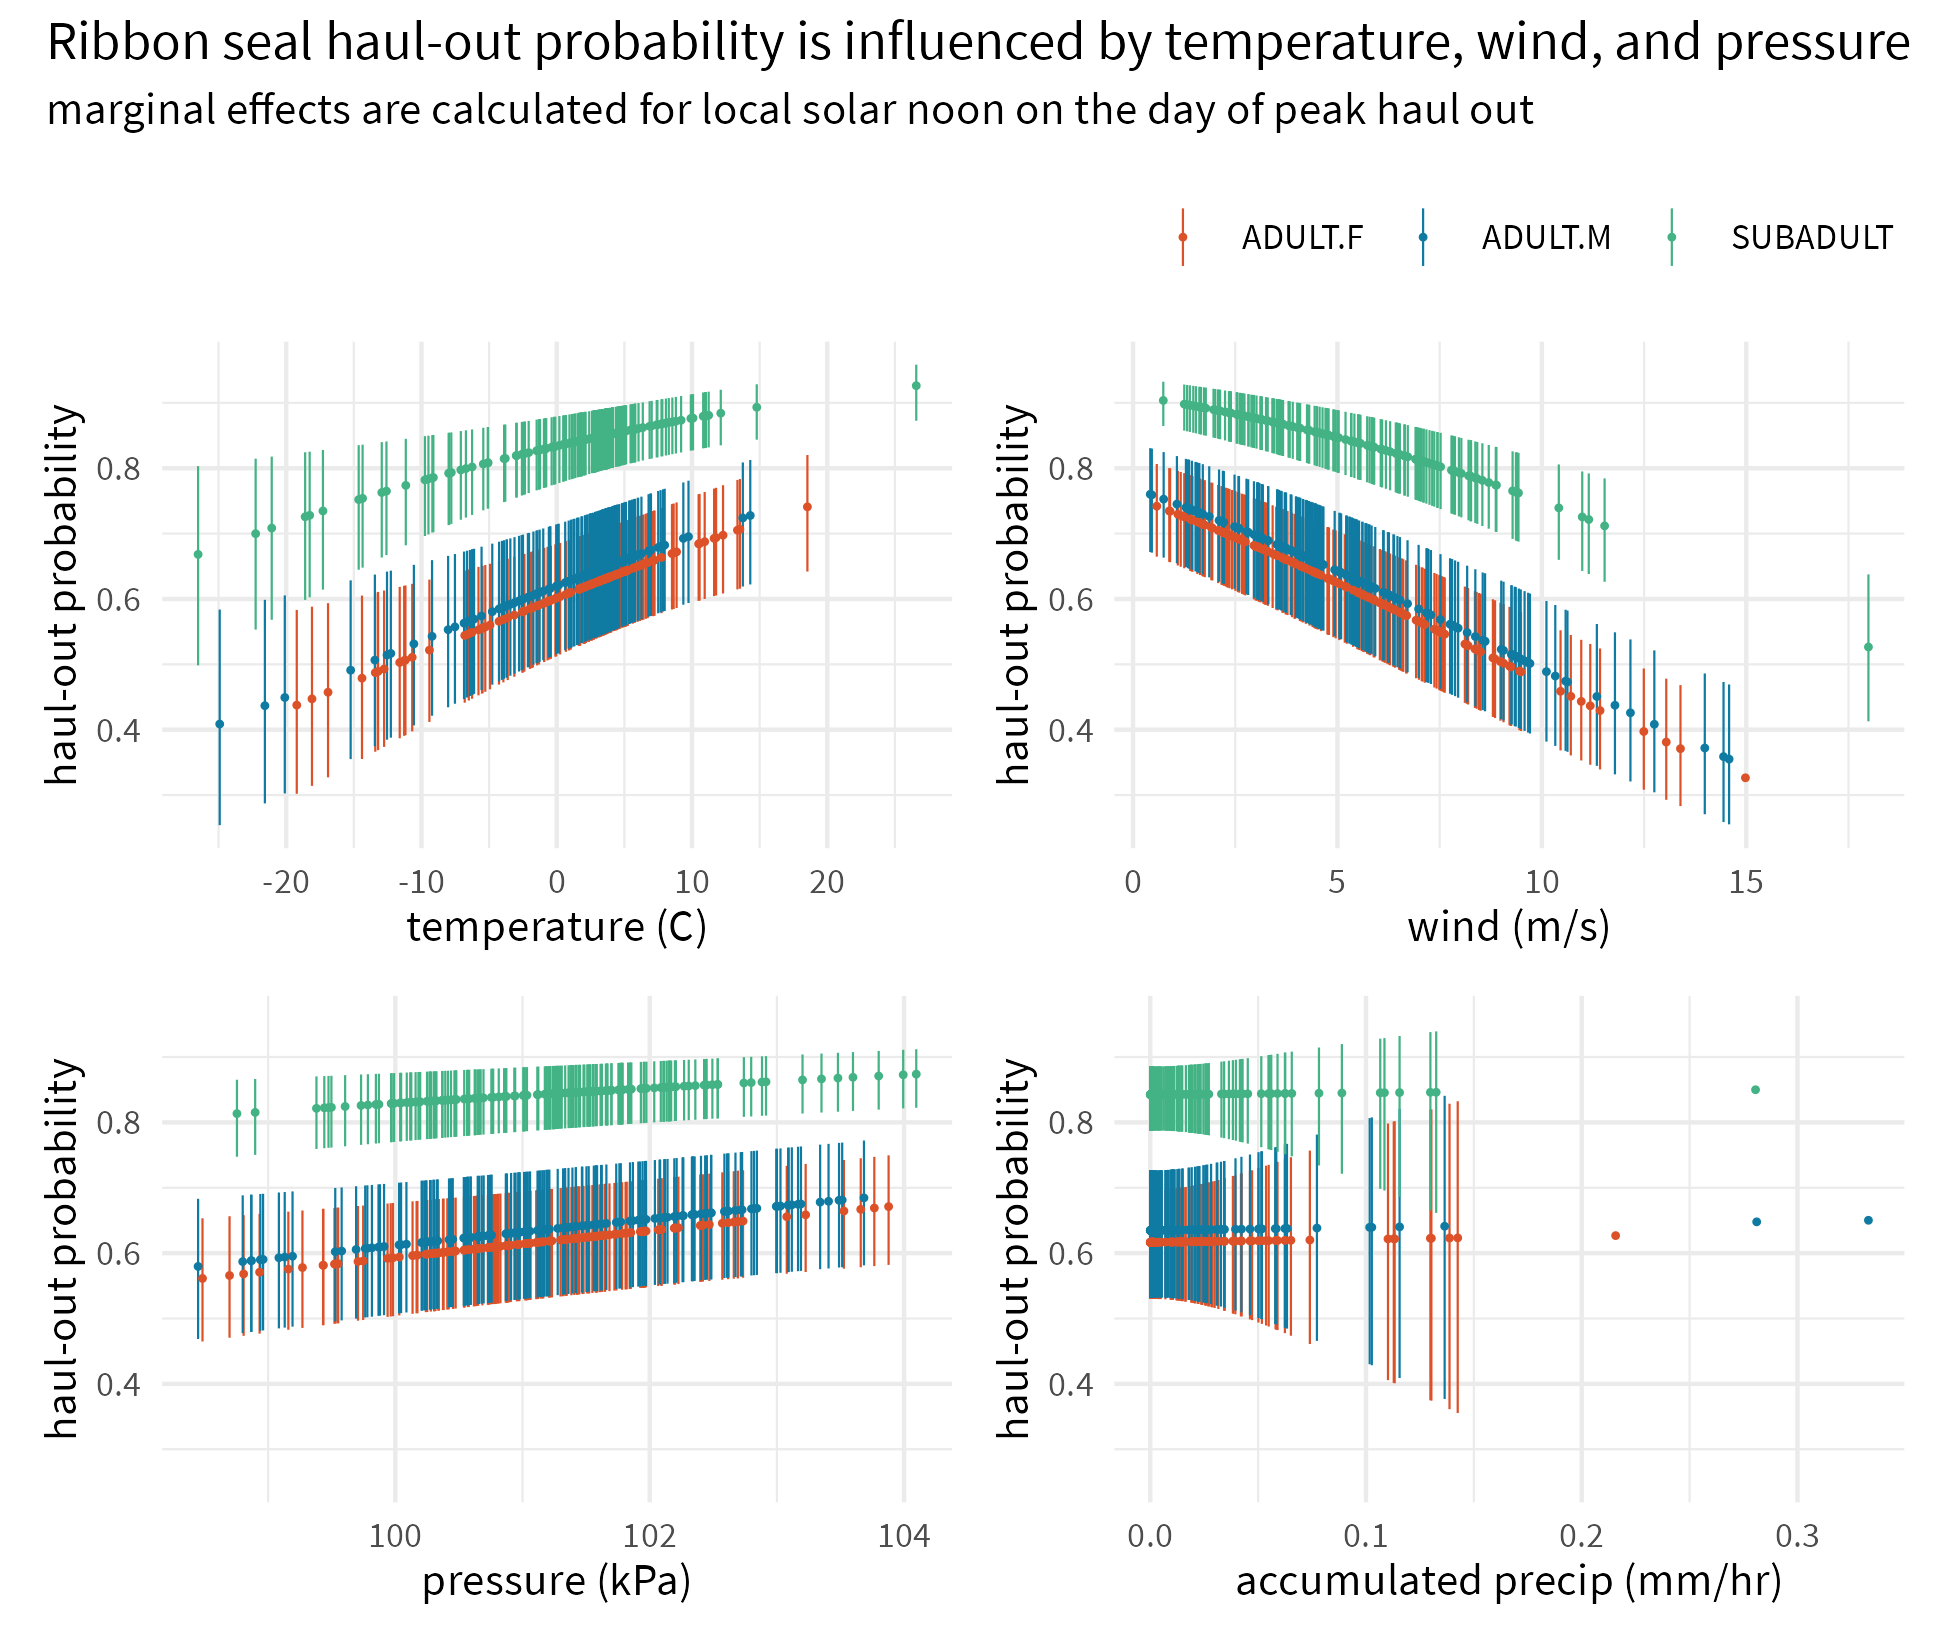 Ribbon seal haul-out probability is influenced by temperature, wind, and pressure
marginal effects are calculated for local solar noon on the day of peak haul out
ADULT.F ADULT.M SUBADULT
haul-out probability
0.8
0.6
0.4
-20 -10 0 10 20
temperature (C)
haul-out probability
0.8
0.6
0.4
0 5 10 15
wind (m/s)
haul-out probability
0.8
0.6
0.4
100 102 104
pressure (kPa)
haul-out probability
0.8
0.6
0.4
0.0 0.1 0.2 0.3
accumulated precip (mm/hr)